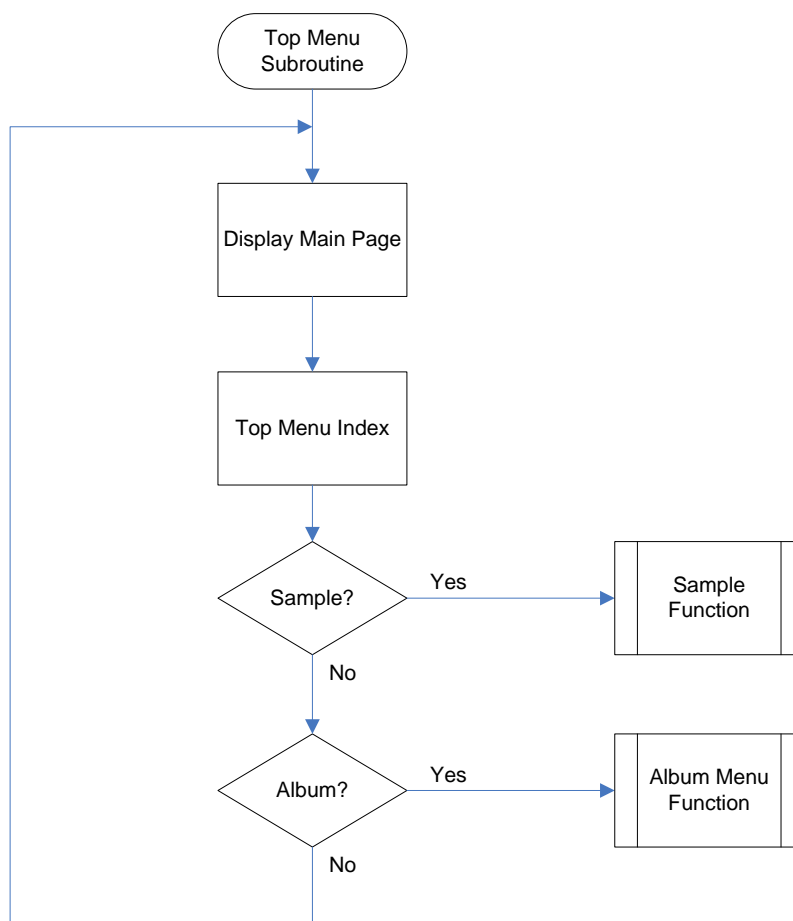 Top Menu
Subroutine
Display Main Page
Top Menu Index
Sample?
Yes
Sample
Function
No
Album?
Yes
Album Menu
Function
No